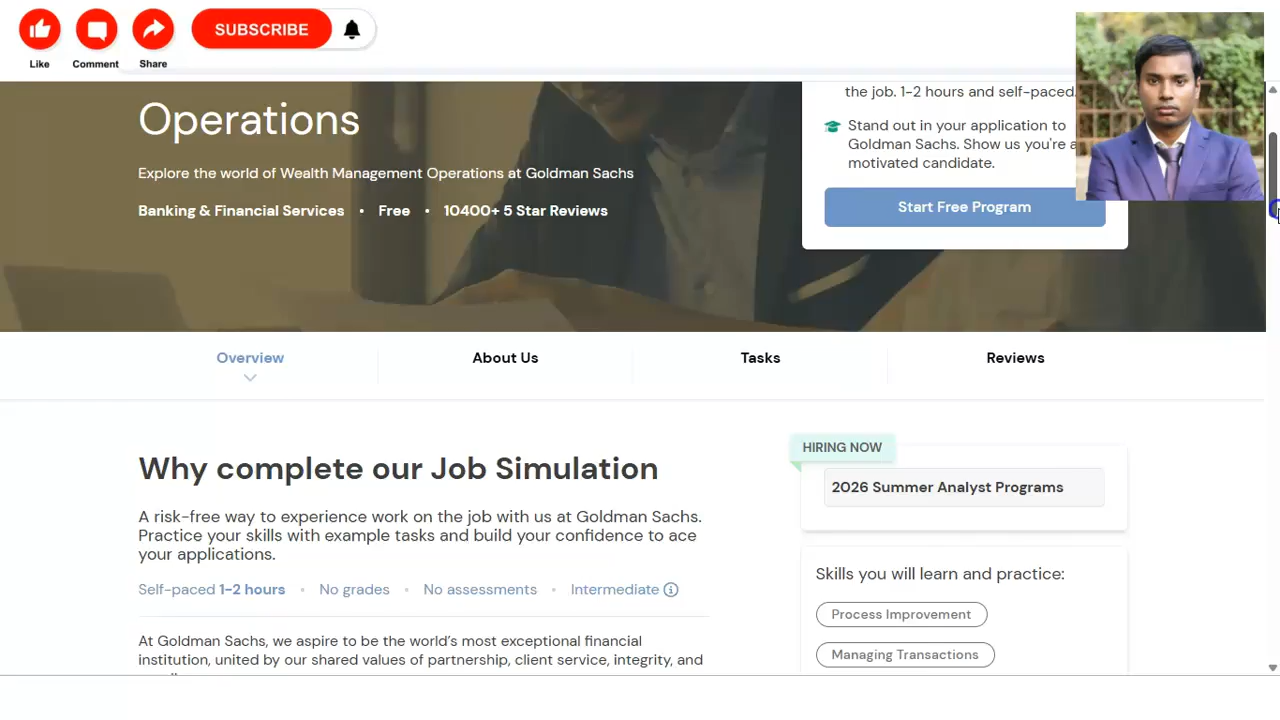 SUBSCRIBE
Like
Comment
Share
Operations
Explore the world of Wealth Management Operations at Goldman Sachs
Banking & Financial Services • Free • 10400+ 5 Star Reviews
the job. 1-2 hours and self-paced.
Stand out in your application to
Goldman Sachs. Show us you're a
motivated candidate.
Start Free Program
Overview
About Us
Tasks
Reviews
Why complete our Job Simulation
A risk-free way to experience work on the job with us at Goldman Sachs.
Practice your skills with example tasks and build your confidence to ace
your applications.
Self-paced 1-2 hours • No grades • No assessments • Intermediate
At Goldman Sachs, we aspire to be the world's most exceptional financial
institution, united by our shared values of partnership, client service, integrity, and
HIRING NOW
2026 Summer Analyst Programs
Skills you will learn and practice:
Process Improvement
Managing Transactions